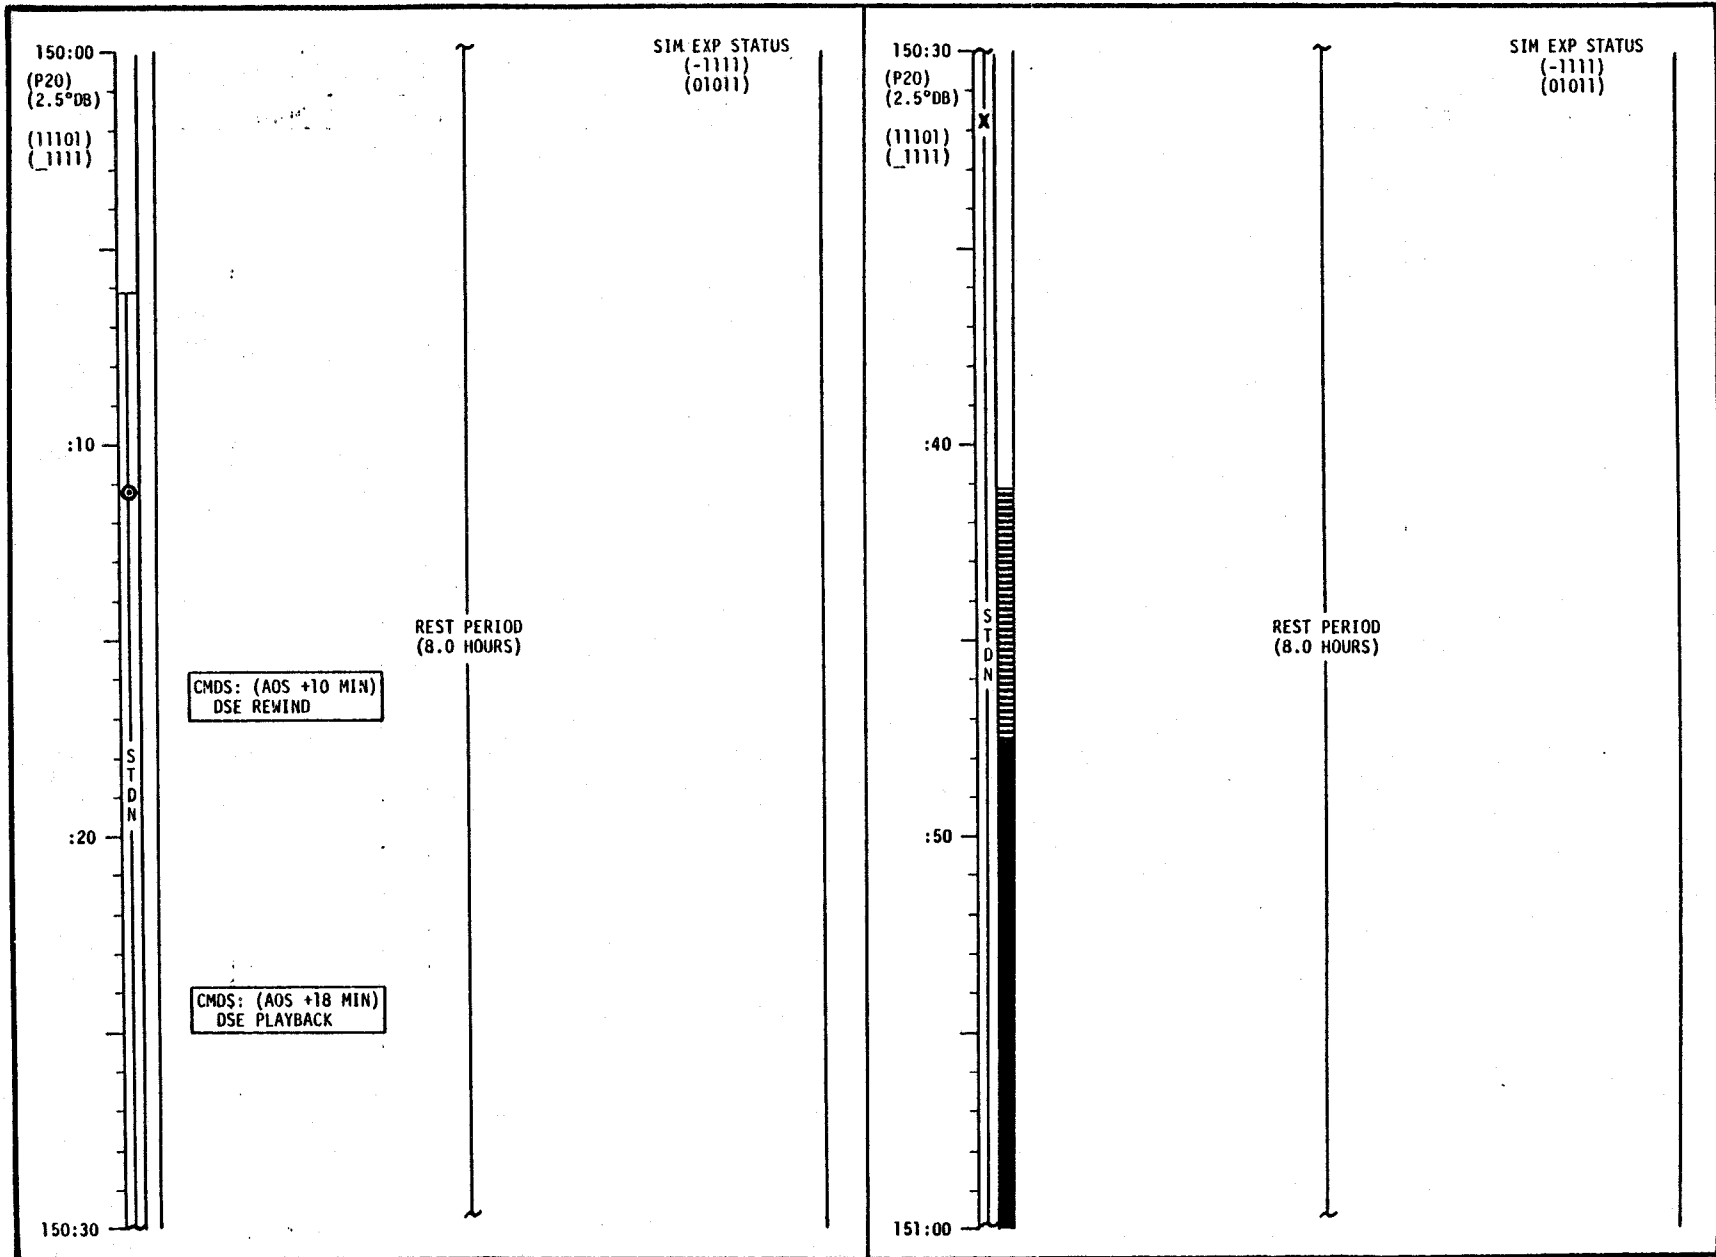 150:00
(P20)
(2.5°DB)
(11101)
(_1111)
SIM EXP STATUS
(-1111)
(01011)
:10
REST PERIOD
(8.0 HOURS)
CMDS: (AOS +10 MIN)
DSE REWIND
S
T
D
N
:20
CMDS: (AOS +18 MIN)
DSE PLAYBACK
150:30
150:30
(P20)
(2.5°DB)
X
(11101)
(_1111)
SIM EXP STATUS
(-1111)
(01011)
:40
S
T
D
N
REST PERIOD
(8.0 HOURS)
:50
151:00